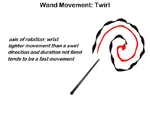 Wand Movement: Twirl
axis of rotation: wrist
tighter movement than a swirl
direction and duration not fixed
tends to be a fast movement